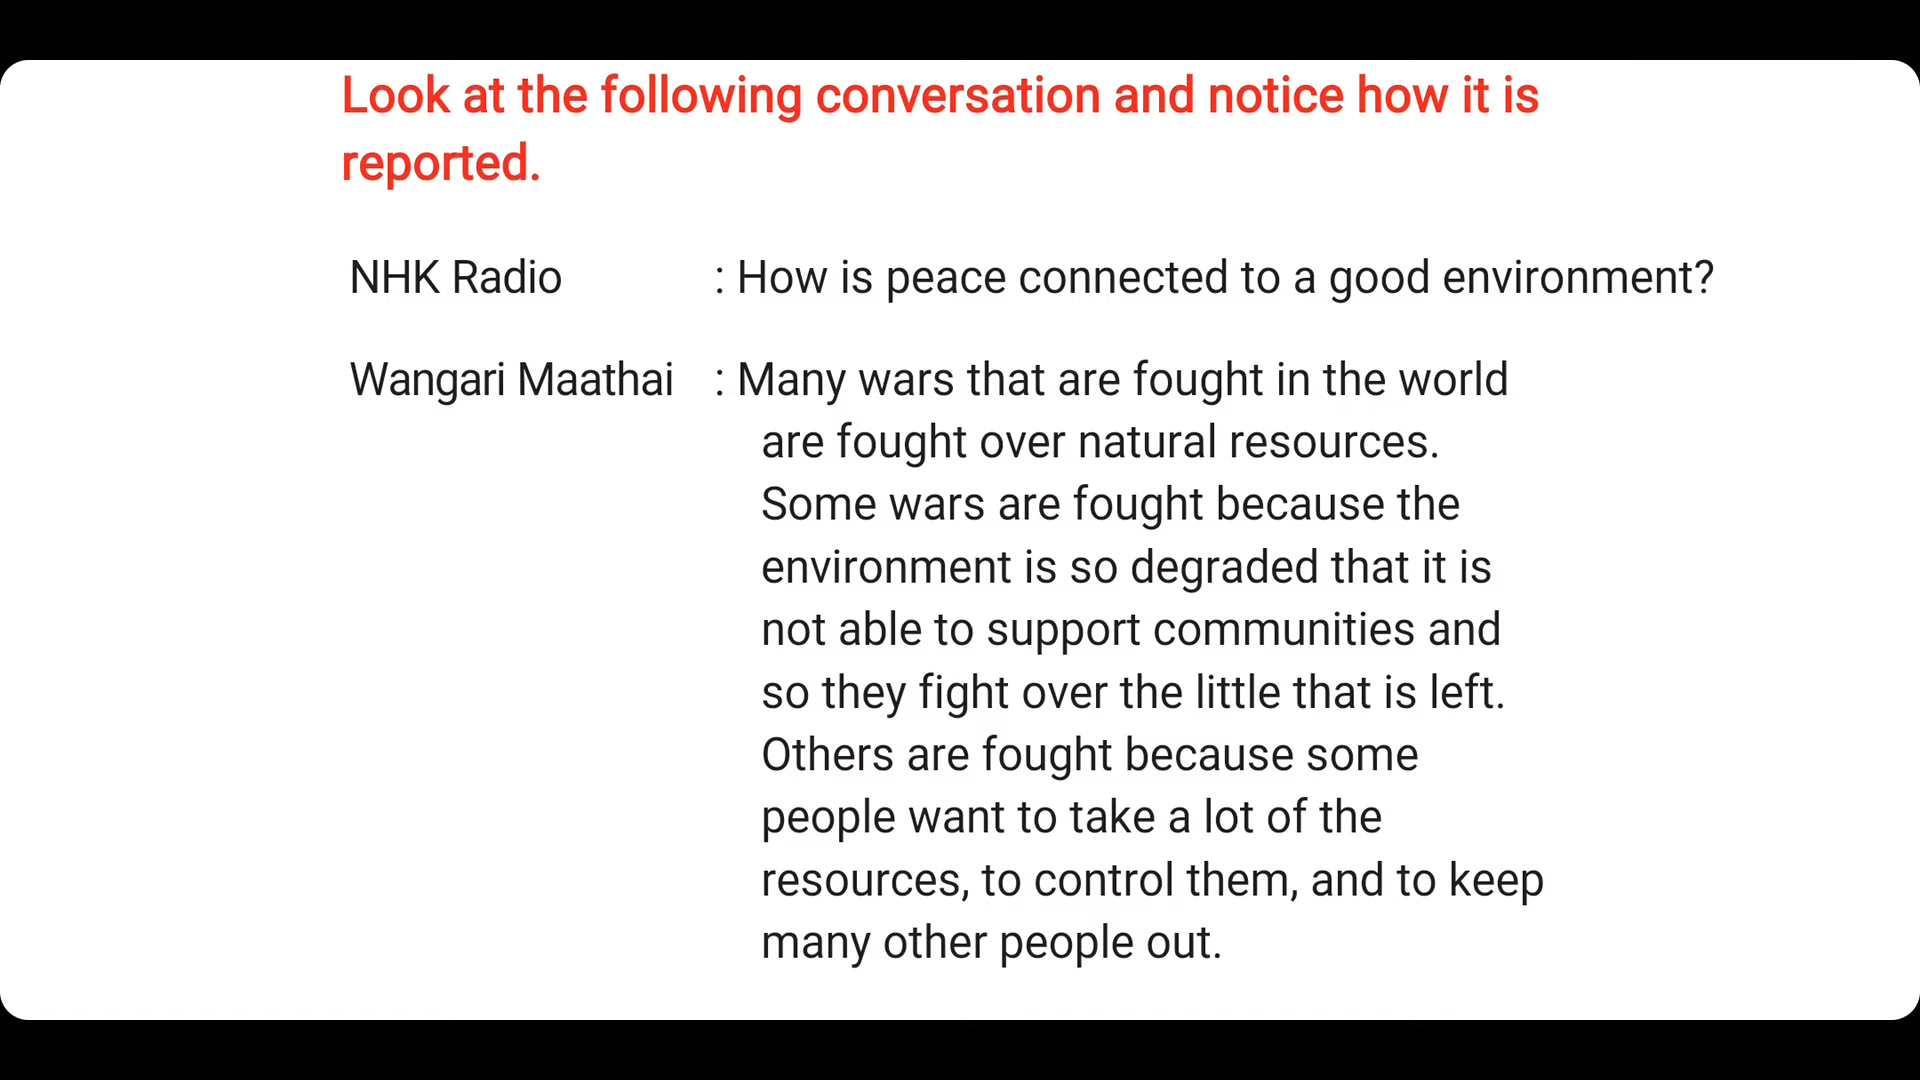 Look at the following conversation and notice how it is
reported.
NHK Radio : How is peace connected to a good environment?
Wangari Maathai : Many wars that are fought in the world
are fought over natural resources.
Some wars are fought because the
environment is so degraded that it is
not able to support communities and
so they fight over the little that is left.
Others are fought because some
people want to take a lot of the
resources, to control them, and to keep
many other people out.